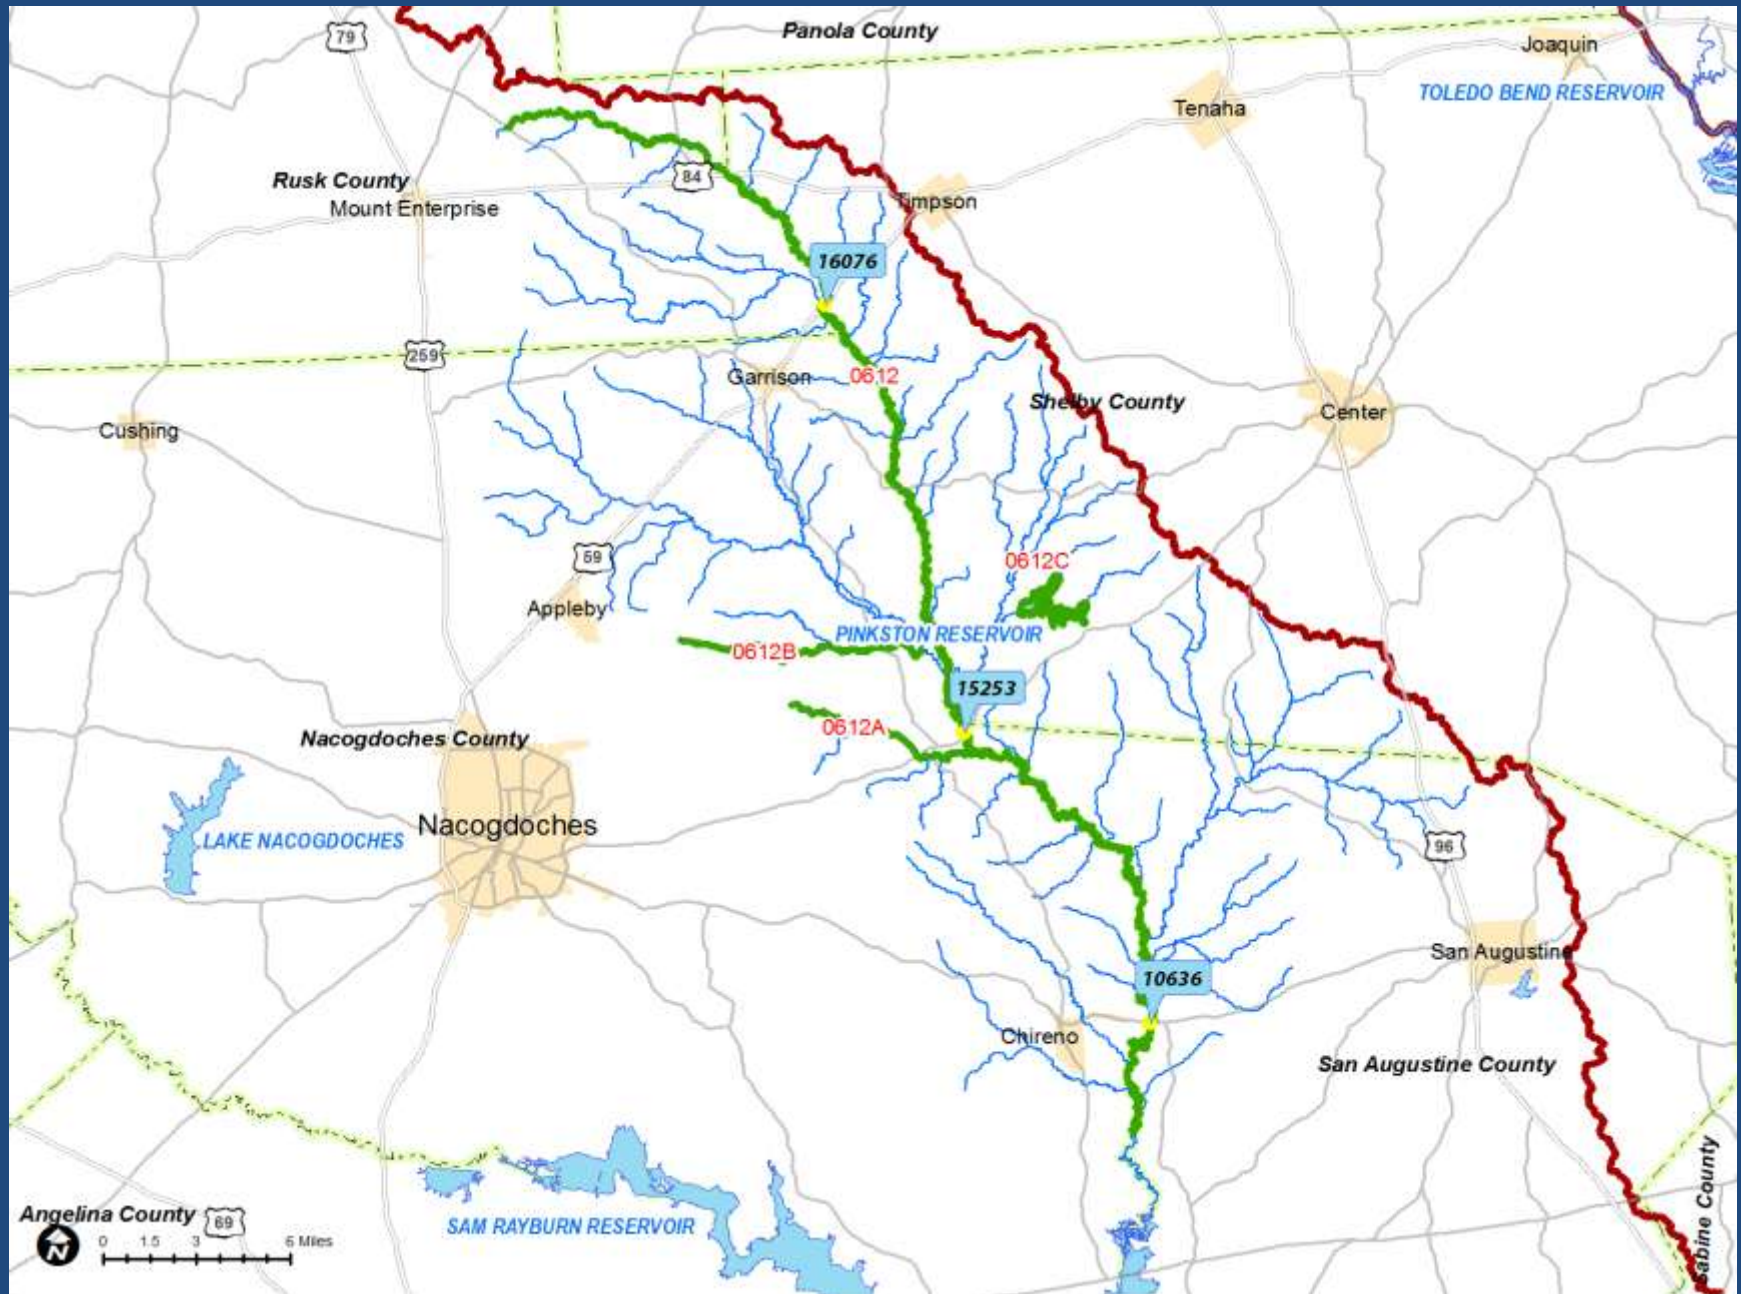 Panola County
79
Joaquin
TOLEDO BEND RESERVOIR
Tenaha
84
Rusk County
Mount Enterprise
Timpson
16076
259
Garrison
0612
Shelby County
Center
Cushing
59
0612C
Appleby
PINKSTON RESERVOIR
0612B
15253
0612A
Nacogdoches County
Nacogdoches
LAKE NACOGDOCHES
96
San Augustine
10636
Chireno
San Augustine County
Sabine County
Angelina County
69
SAM RAYBURN RESERVOIR
N
0 1.5 3 6 Miles